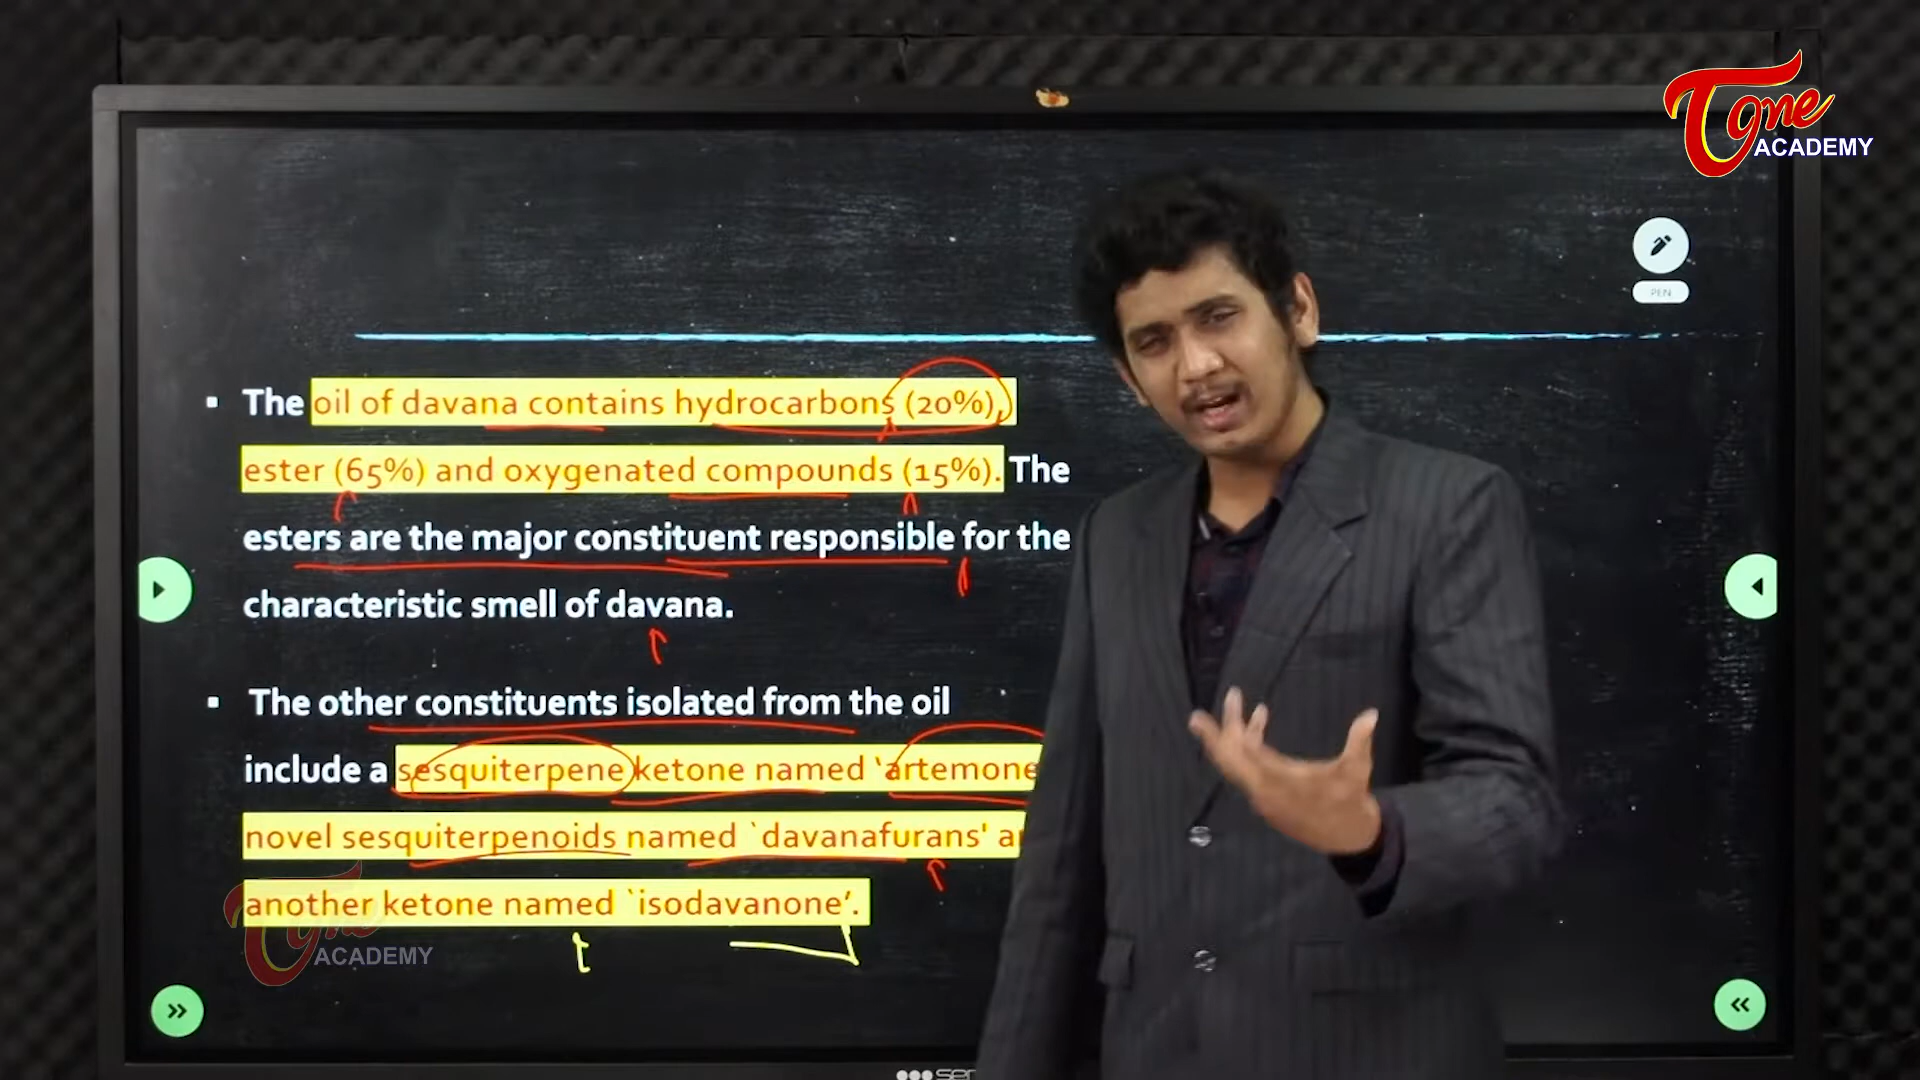 Tone
ACADEMY
PEN
▪ The oil of davana contains hydrocarbons (20%),
ester (65%) and oxygenated compounds (15%). The
esters are the major constituent responsible for the
characteristic smell of davana.
▪ The other constituents isolated from the oil
include a sesquiterpene ketone named 'artemone
novel sesquiterpenoids named `davanafurans'
another ketone named `isodavanone’.
Tone
ACADEMY